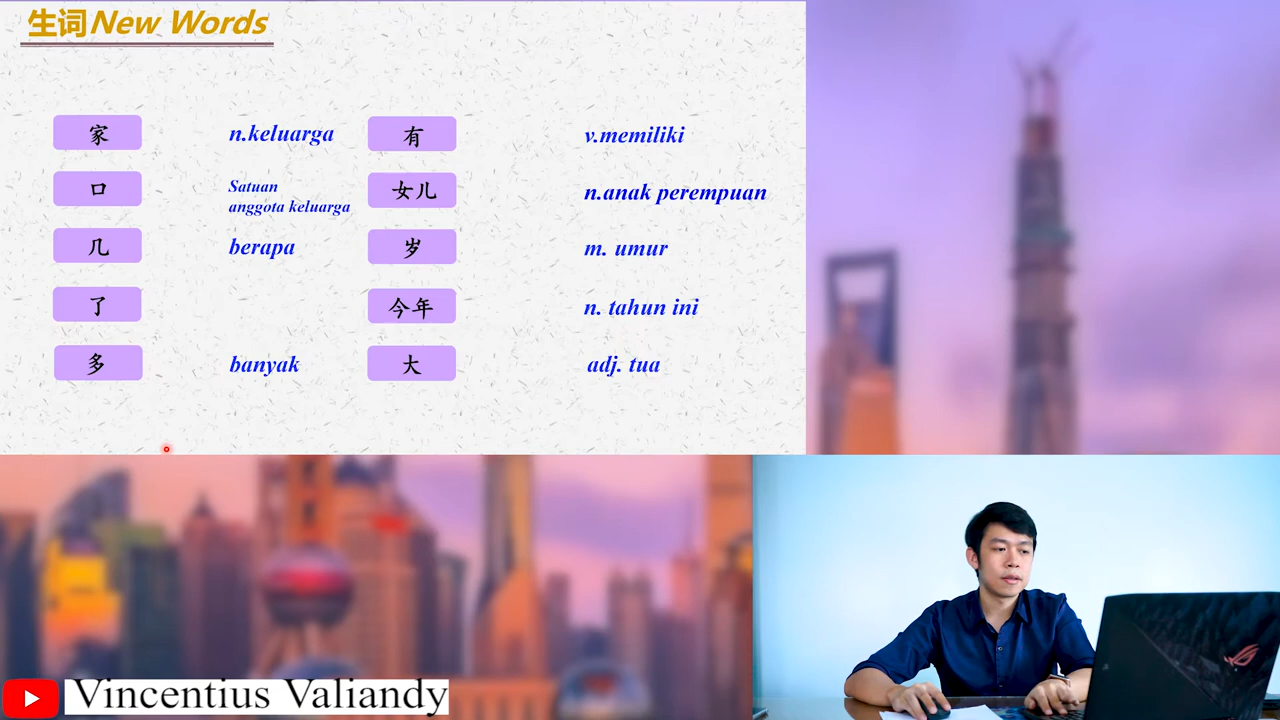 生词New Words
家 n.keluarga 有 v.memiliki
口 Satuan anggota keluarga 女儿 n.anak perempuan
几 berapa 岁 m. umur
了 今年 n. tahun ini
多 banyak 大 adj. tua
Vincentius Valiandy